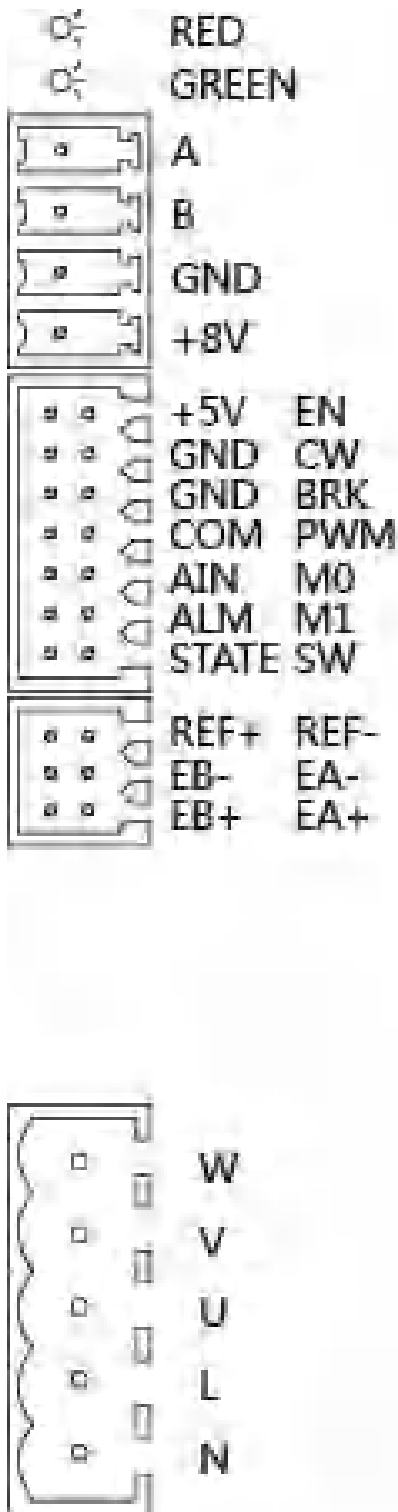 RED
GREEN
A
B
GND
+8V
+5V EN
GND CW
GND BRK
COM PWM
AIN M0
ALM M1
STATE SW
REF+ REF-
EB- EA-
EB+ EA+
W
V
U
L
N